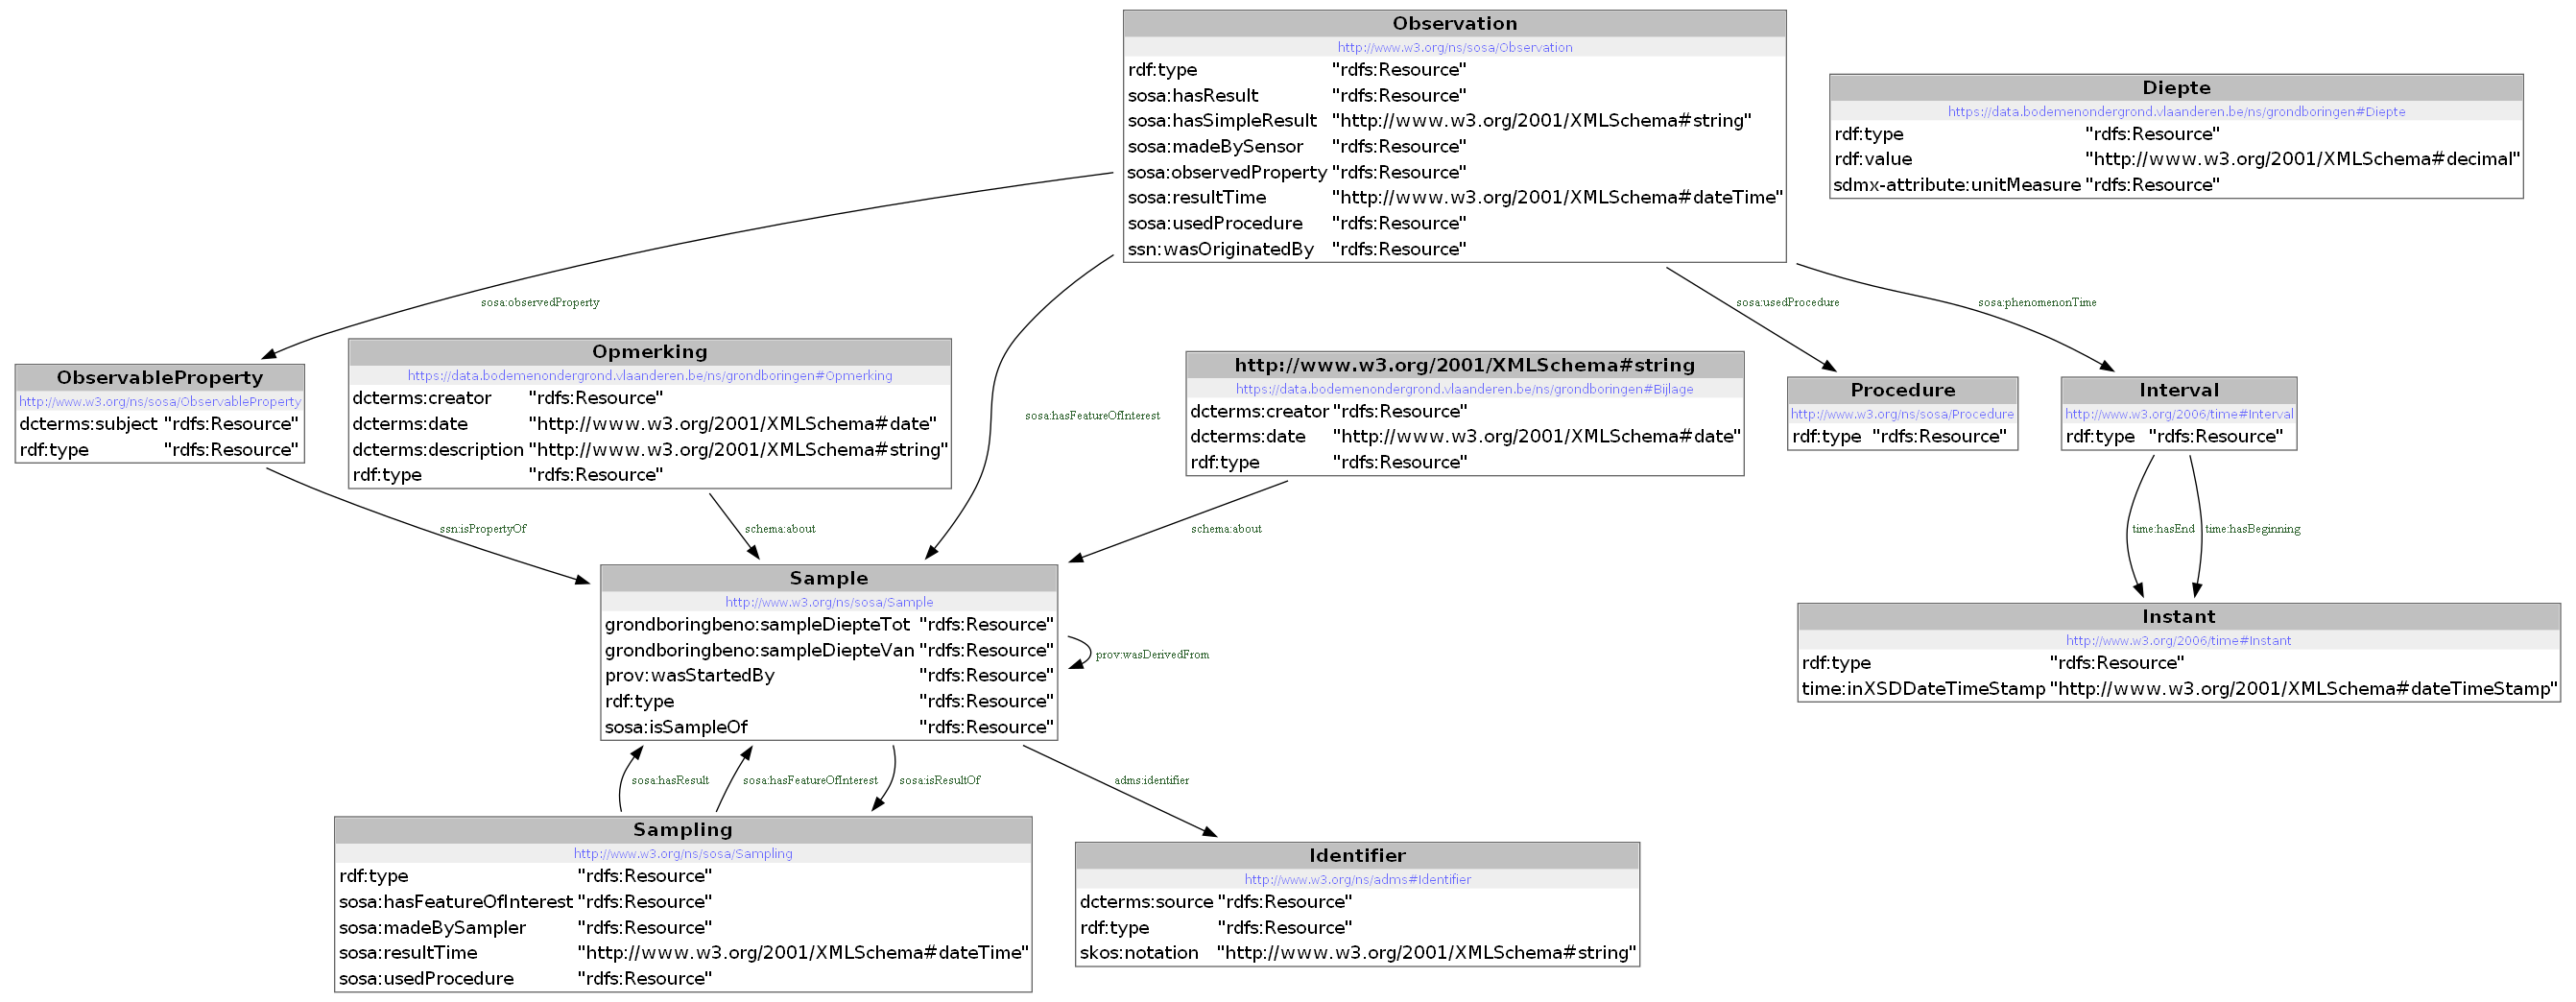 Observation
http://www.w3.org/ns/sosa/Observation
rdf:type "rdfs:Resource"
sosa:hasResult "rdfs:Resource"
sosa:hasSimpleResult "http://www.w3.org/2001/XMLSchema#string"
sosa:madeBySensor "rdfs:Resource"
sosa:observedProperty "rdfs:Resource"
sosa:resultTime "http://www.w3.org/2001/XMLSchema#dateTime"
sosa:usedProcedure "rdfs:Resource"
ssn:wasOriginatedBy "rdfs:Resource"
Diepte
https://data.bodemenondergrond.vlaanderen.be/ns/grondboringen#Diepte
rdf:type "rdfs:Resource"
rdf:value "http://www.w3.org/2001/XMLSchema#decimal"
sdmx-attribute:unitMeasure "rdfs:Resource"
sosa:observedProperty
sosa:usedProcedure
sosa:phenomenonTime
ObservableProperty
http://www.w3.org/ns/sosa/ObservableProperty
dcterms:subject "rdfs:Resource"
rdf:type "rdfs:Resource"
Opmerking
https://data.bodemenondergrond.vlaanderen.be/ns/grondboringen#Opmerking
dcterms:creator "rdfs:Resource"
dcterms:date "http://www.w3.org/2001/XMLSchema#date"
dcterms:description "http://www.w3.org/2001/XMLSchema#string"
rdf:type "rdfs:Resource"
sosa:hasFeatureOfInterest
http://www.w3.org/2001/XMLSchema#string
https://data.bodemenondergrond.vlaanderen.be/ns/grondboringen#Bijlage
dcterms:creator "rdfs:Resource"
dcterms:date "http://www.w3.org/2001/XMLSchema#date"
rdf:type "rdfs:Resource"
Procedure
http://www.w3.org/ns/sosa/Procedure
rdf:type "rdfs:Resource"
Interval
http://www.w3.org/2006/time#Interval
rdf:type "rdfs:Resource"
ssn:isPropertyOf
schema:about
schema:about
time:hasEnd
time:hasBeginning
Sample
http://www.w3.org/ns/sosa/Sample
grondboringbeno:sampleDiepteTot "rdfs:Resource"
grondboringbeno:sampleDiepteVan "rdfs:Resource"
prov:wasStartedBy "rdfs:Resource"
rdf:type "rdfs:Resource"
sosa:isSampleOf "rdfs:Resource"
prov:wasDerivedFrom
Instant
http://www.w3.org/2006/time#Instant
rdf:type "rdfs:Resource"
time:inXSDDateTimeStamp "http://www.w3.org/2001/XMLSchema#dateTimeStamp"
sosa:hasResult
sosa:hasFeatureOfInterest
sosa:isResultOf
adms:identifier
Sampling
http://www.w3.org/ns/sosa/Sampling
rdf:type "rdfs:Resource"
sosa:hasFeatureOfInterest "rdfs:Resource"
sosa:madeBySampler "rdfs:Resource"
sosa:resultTime "http://www.w3.org/2001/XMLSchema#dateTime"
sosa:usedProcedure "rdfs:Resource"
Identifier
http://www.w3.org/ns/adms#Identifier
dcterms:source "rdfs:Resource"
rdf:type "rdfs:Resource"
skos:notation "http://www.w3.org/2001/XMLSchema#string"